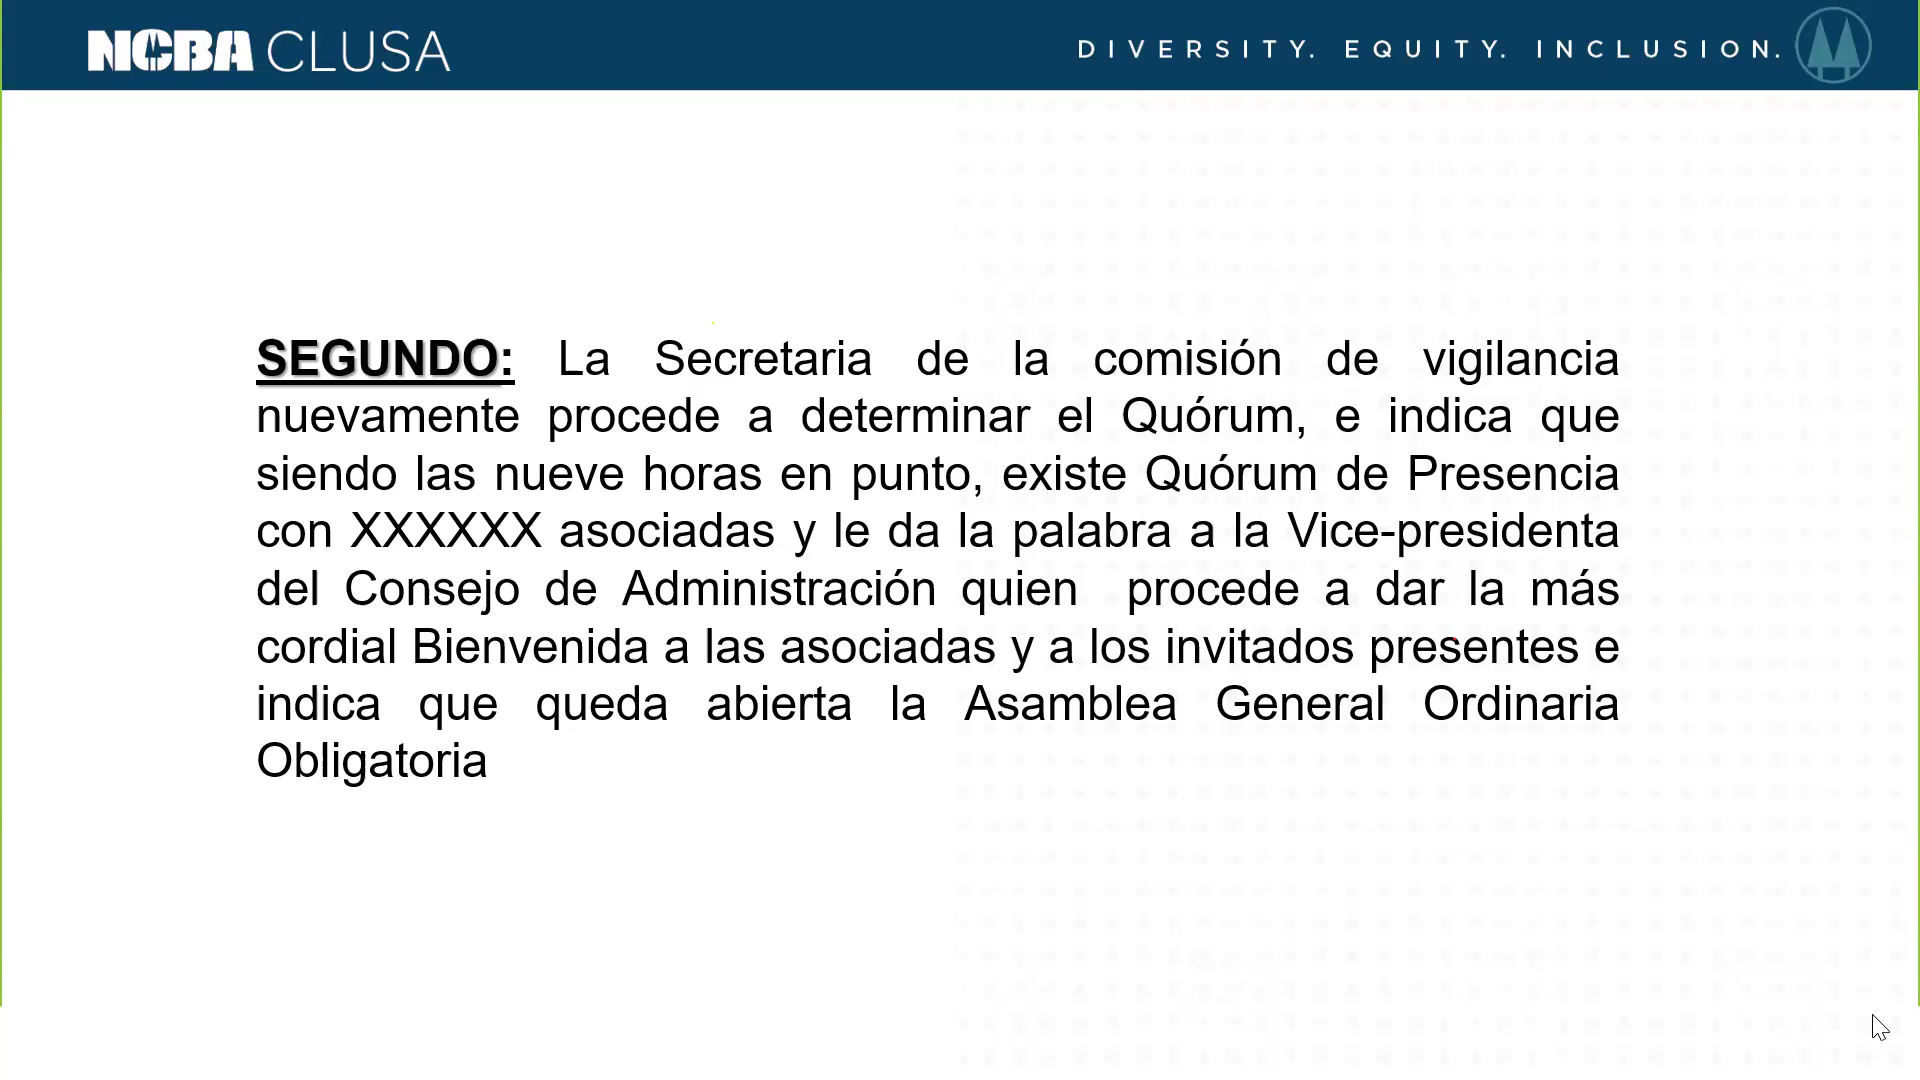 NCBA CLUSA
DIVERSITY. EQUITY. INCLUSION.
SEGUNDO: La Secretaria de la comisión de vigilancia
nuevamente procede a determinar el Quórum, e indica que
siendo las nueve horas en punto, existe Quórum de Presencia
con XXXXXX asociadas y le da la palabra a la Vice-presidenta
del Consejo de Administración quien procede a dar la más
cordial Bienvenida a las asociadas y a los invitados presentes e
indica que queda abierta la Asamblea General Ordinaria
Obligatoria